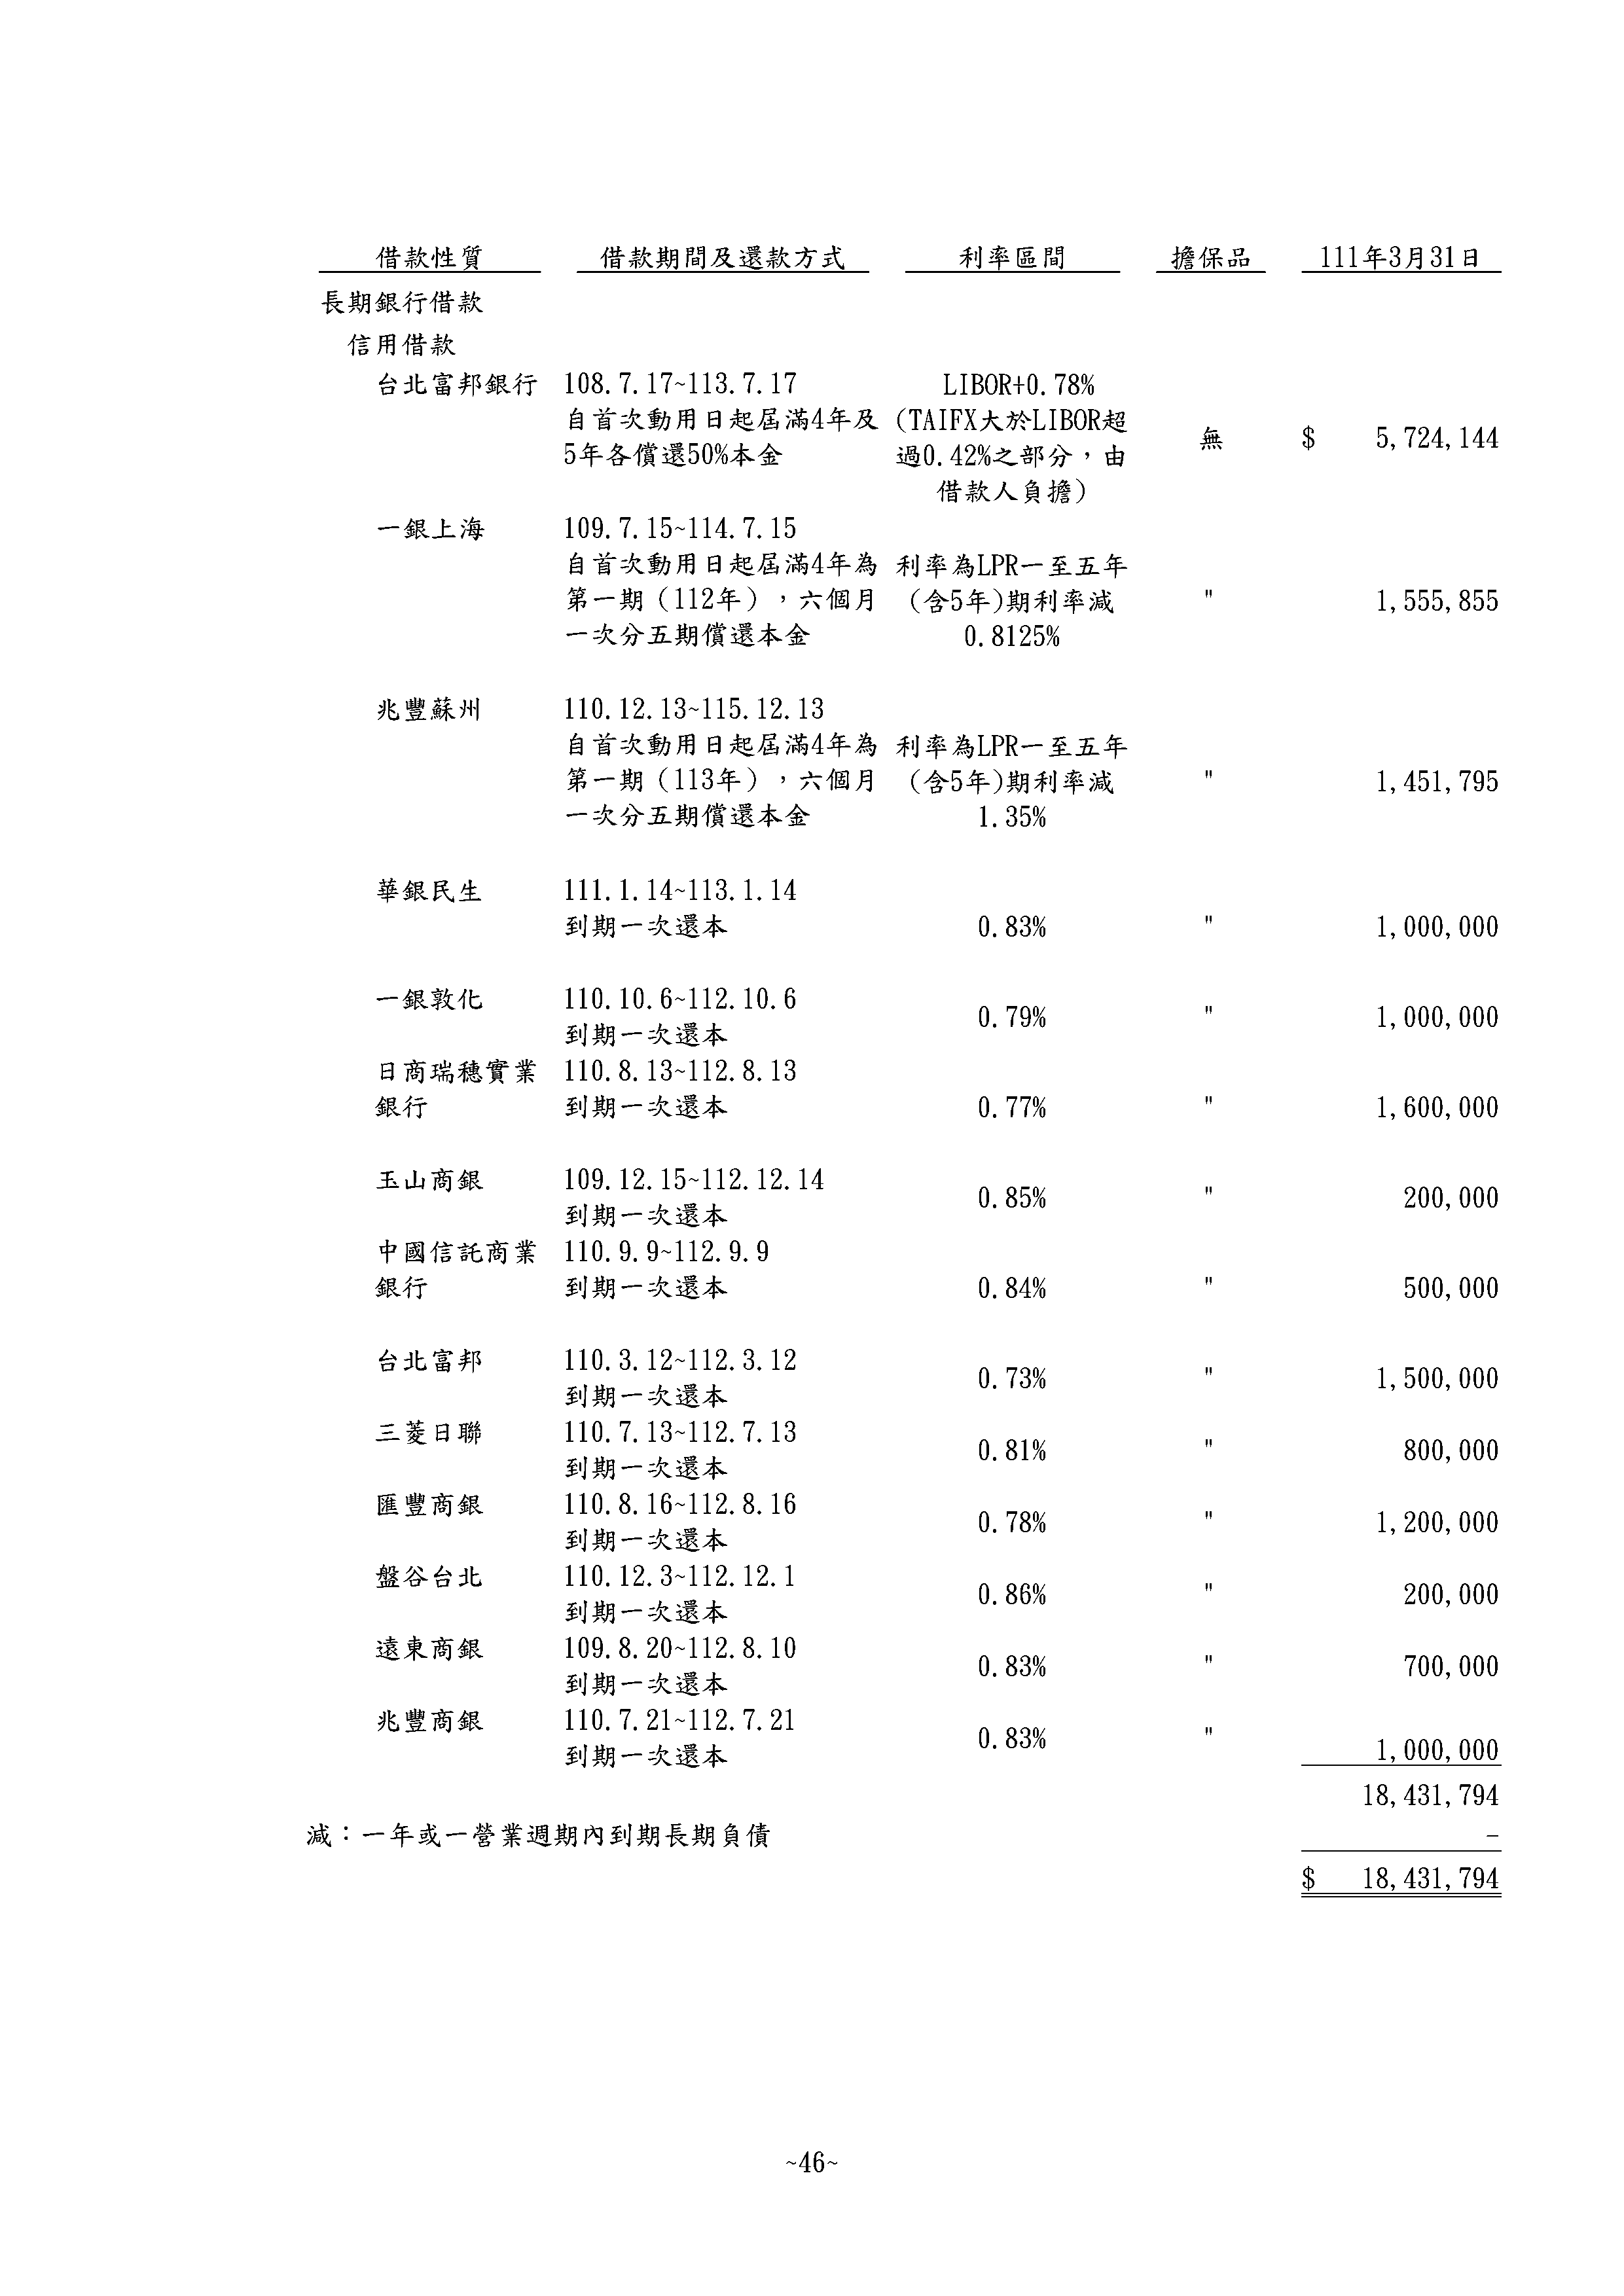 借款性質 借款期間及還款方式 利率區間 擔保品 111年3月31日
長期銀行借款
信用借款
台北富邦銀行 108.7.17~113.7.17 LIBOR+0.78%
自首次動用日起屆滿4年及 (TAIFX大於LIBOR超
無 $ 5,724,144
5年各償還50%本金 過0.42%之部分，由
借款人負擔)
一銀上海 109.7.15~114.7.15
自首次動用日起屆滿4年為 利率為LPR一至五年
第一期（112年），六個月 (含5年)期利率減 " 1,555,855
一次分五期償還本金 0.8125%
兆豐蘇州 110.12.13~115.12.13
自首次動用日起屆滿4年為 利率為LPR一至五年
第一期（113年），六個月 (含5年)期利率減 " 1,451,795
一次分五期償還本金 1.35%
華銀民生 111.1.14~113.1.14
到期一次還本 0.83% " 1,000,000
一銀敦化 110.10.6~112.10.6
0.79% " 1,000,000
到期一次還本
日商瑞穗實業 110.8.13~112.8.13
銀行 到期一次還本 0.77% " 1,600,000
玉山商銀 109.12.15~112.12.14
0.85% " 200,000
到期一次還本
中國信託商業 110.9.9~112.9.9
銀行 到期一次還本 0.84% " 500,000
台北富邦 110.3.12~112.3.12
0.73% " 1,500,000
到期一次還本
三菱日聯 110.7.13~112.7.13
0.81% " 800,000
到期一次還本
匯豐商銀 110.8.16~112.8.16
0.78% " 1,200,000
到期一次還本
盤谷台北 110.12.3~112.12.1
0.86% " 200,000
到期一次還本
遠東商銀 109.8.20~112.8.10
0.83% " 700,000
到期一次還本
兆豐商銀 110.7.21~112.7.21
0.83% " 1,000,000
到期一次還本
18,431,794
減：一年或一營業週期內到期長期負債 -
$ 18,431,794
~46~